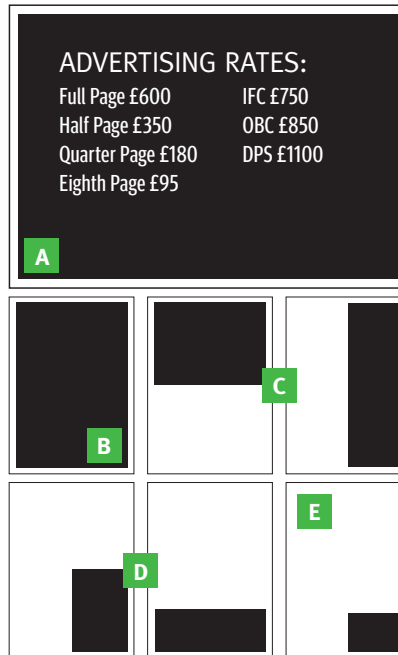 ADVERTISING RATES:
Full Page £600
Half Page £350
Quarter Page £180
Eighth Page £95
IFC £750
OBC £850
DPS £1100
A
B
C
D
E